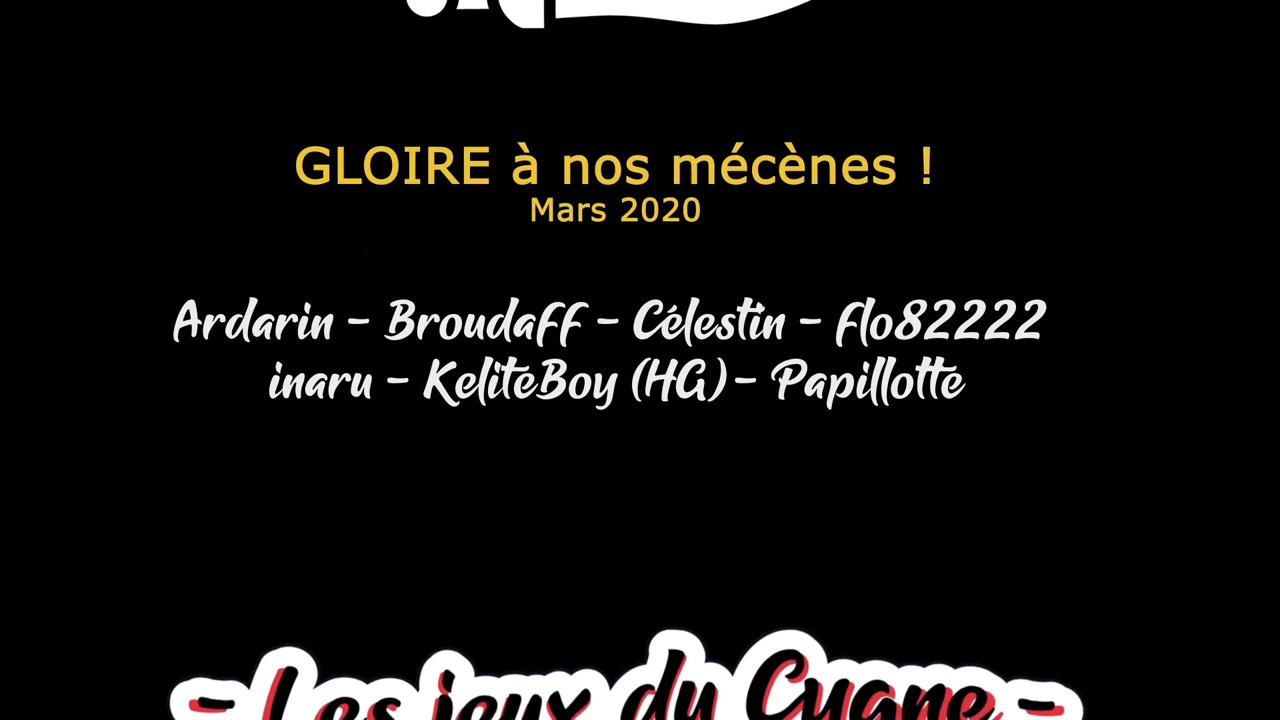 GLOIRE à nos mécènes !
Mars 2020
Ardarin - Broudaff - Célestin - flo82222
inaru - KeliteBoy (HG)- Papillotte
- Les jeux du Cygne -